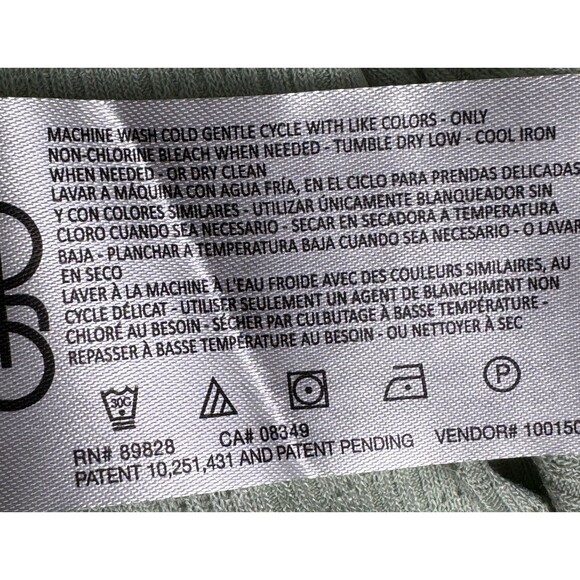 MACHINE WASH COLD GENTLE CYCLE WITH LIKE COLORS - ONLY
NON-CHLORINE BLEACH WHEN NEEDED - TUMBLE DRY LOW - COOL IRON
WHEN NEEDED - OR DRY CLEAN
LAVAR A MÁQUINA CON AGUA FRÍA, EN EL CICLO PARA PRENDAS DELICADAS
Y CON COLORES SIMILARES - UTILIZAR ÚNICAMENTE BLANQUEADOR SIN
CLORO CUANDO SEA NECESARIO - SECAR EN SECADORA A TEMPERATURA
BAJA - PLANCHAR A TEMPERATURA BAJA CUANDO SEA NECESARIO - O LAVAR
EN SECO
LAVER À LA MACHINE À L'EAU FROIDE AVEC DES COULEURS SIMILAIRES, AU
CYCLE DÉLICAT - UTILISER SEULEMENT UN AGENT DE BLANCHIMENT NON
CHLORÉ AU BESOIN - SÉCHER PAR CULBUTAGE À BASSE TEMPÉRATURE -
REPASSER À BASSE TEMPÉRATURE AU BESOIN - OU NETTOYER À SEC
30C P
RN# 89828 CA# 08349 VENDOR# 100150
PATENT 10,251,431 AND PATENT PENDING